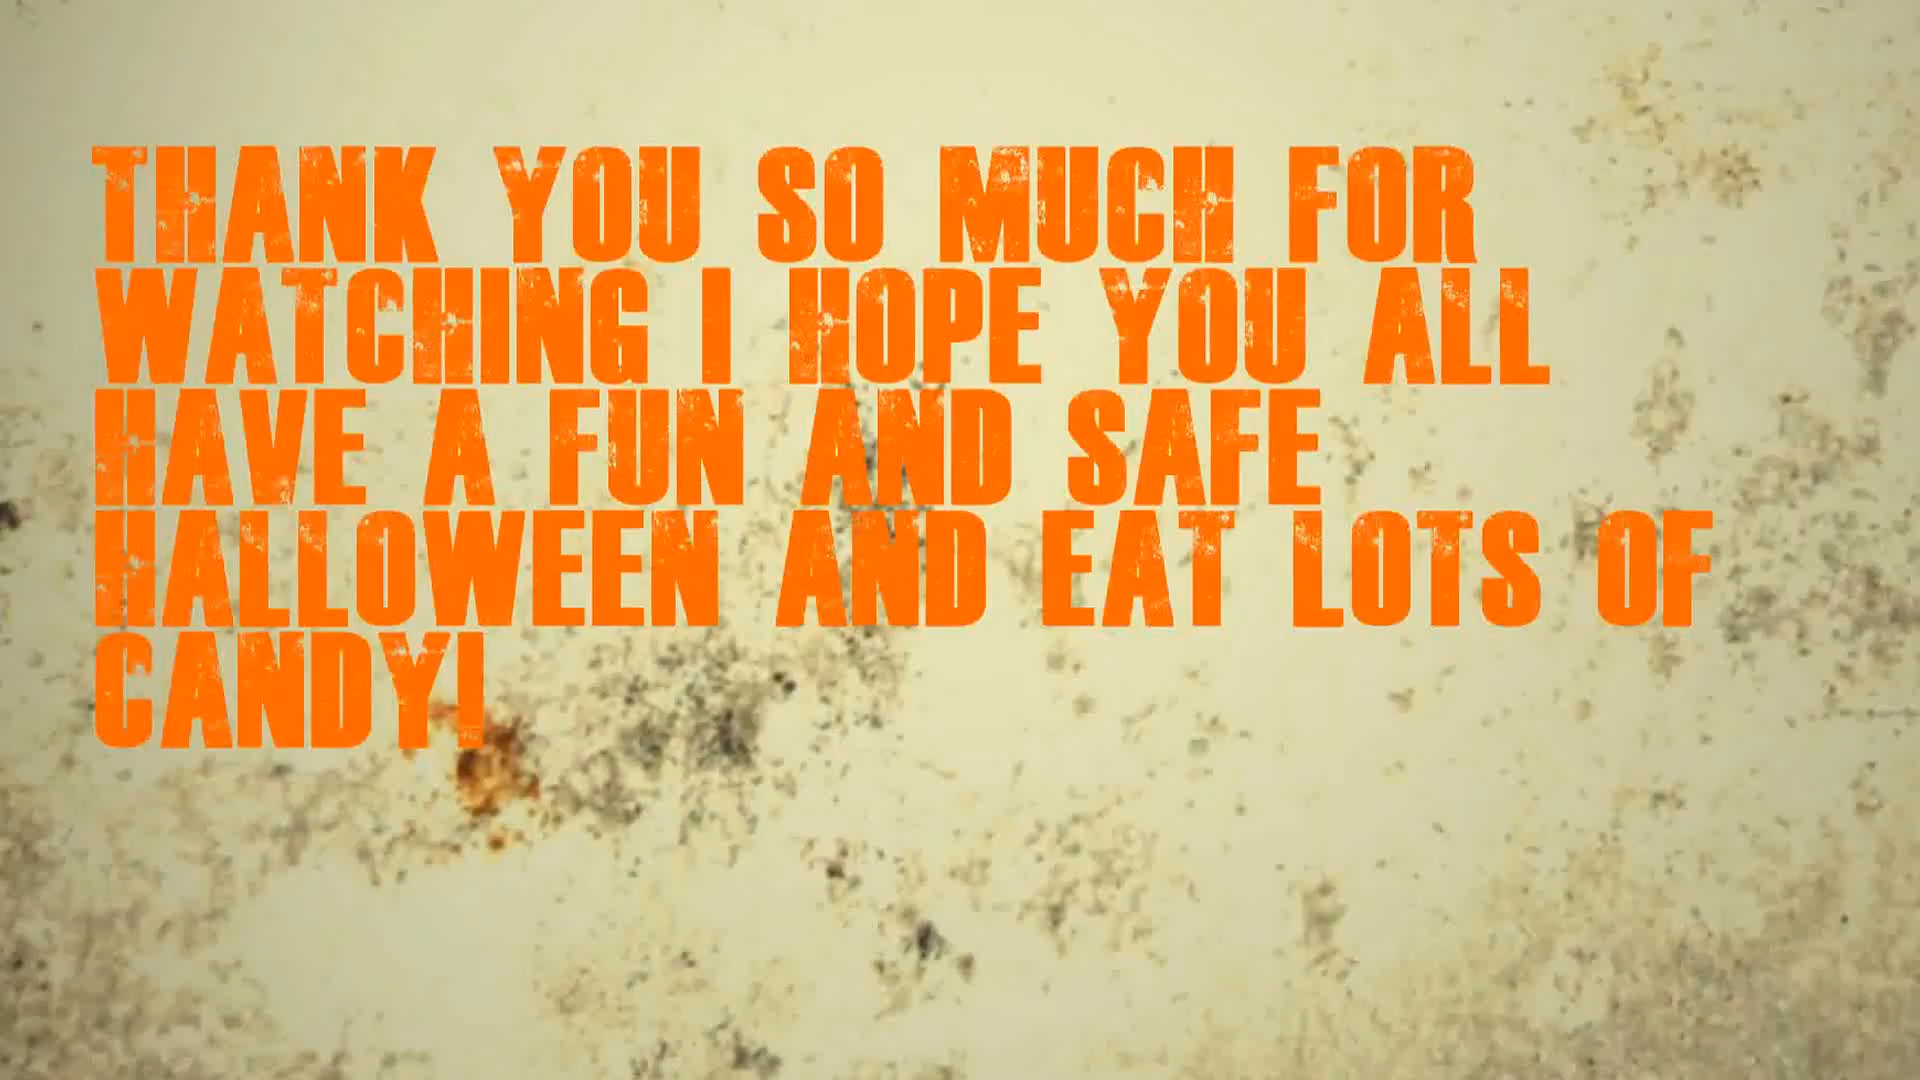 THANK YOU SO MUCH FOR
WATCHING I HOPE YOU ALL
HAVE A FUN AND SAFE
HALLOWEEN AND EAT LOTS OF
CANDY!